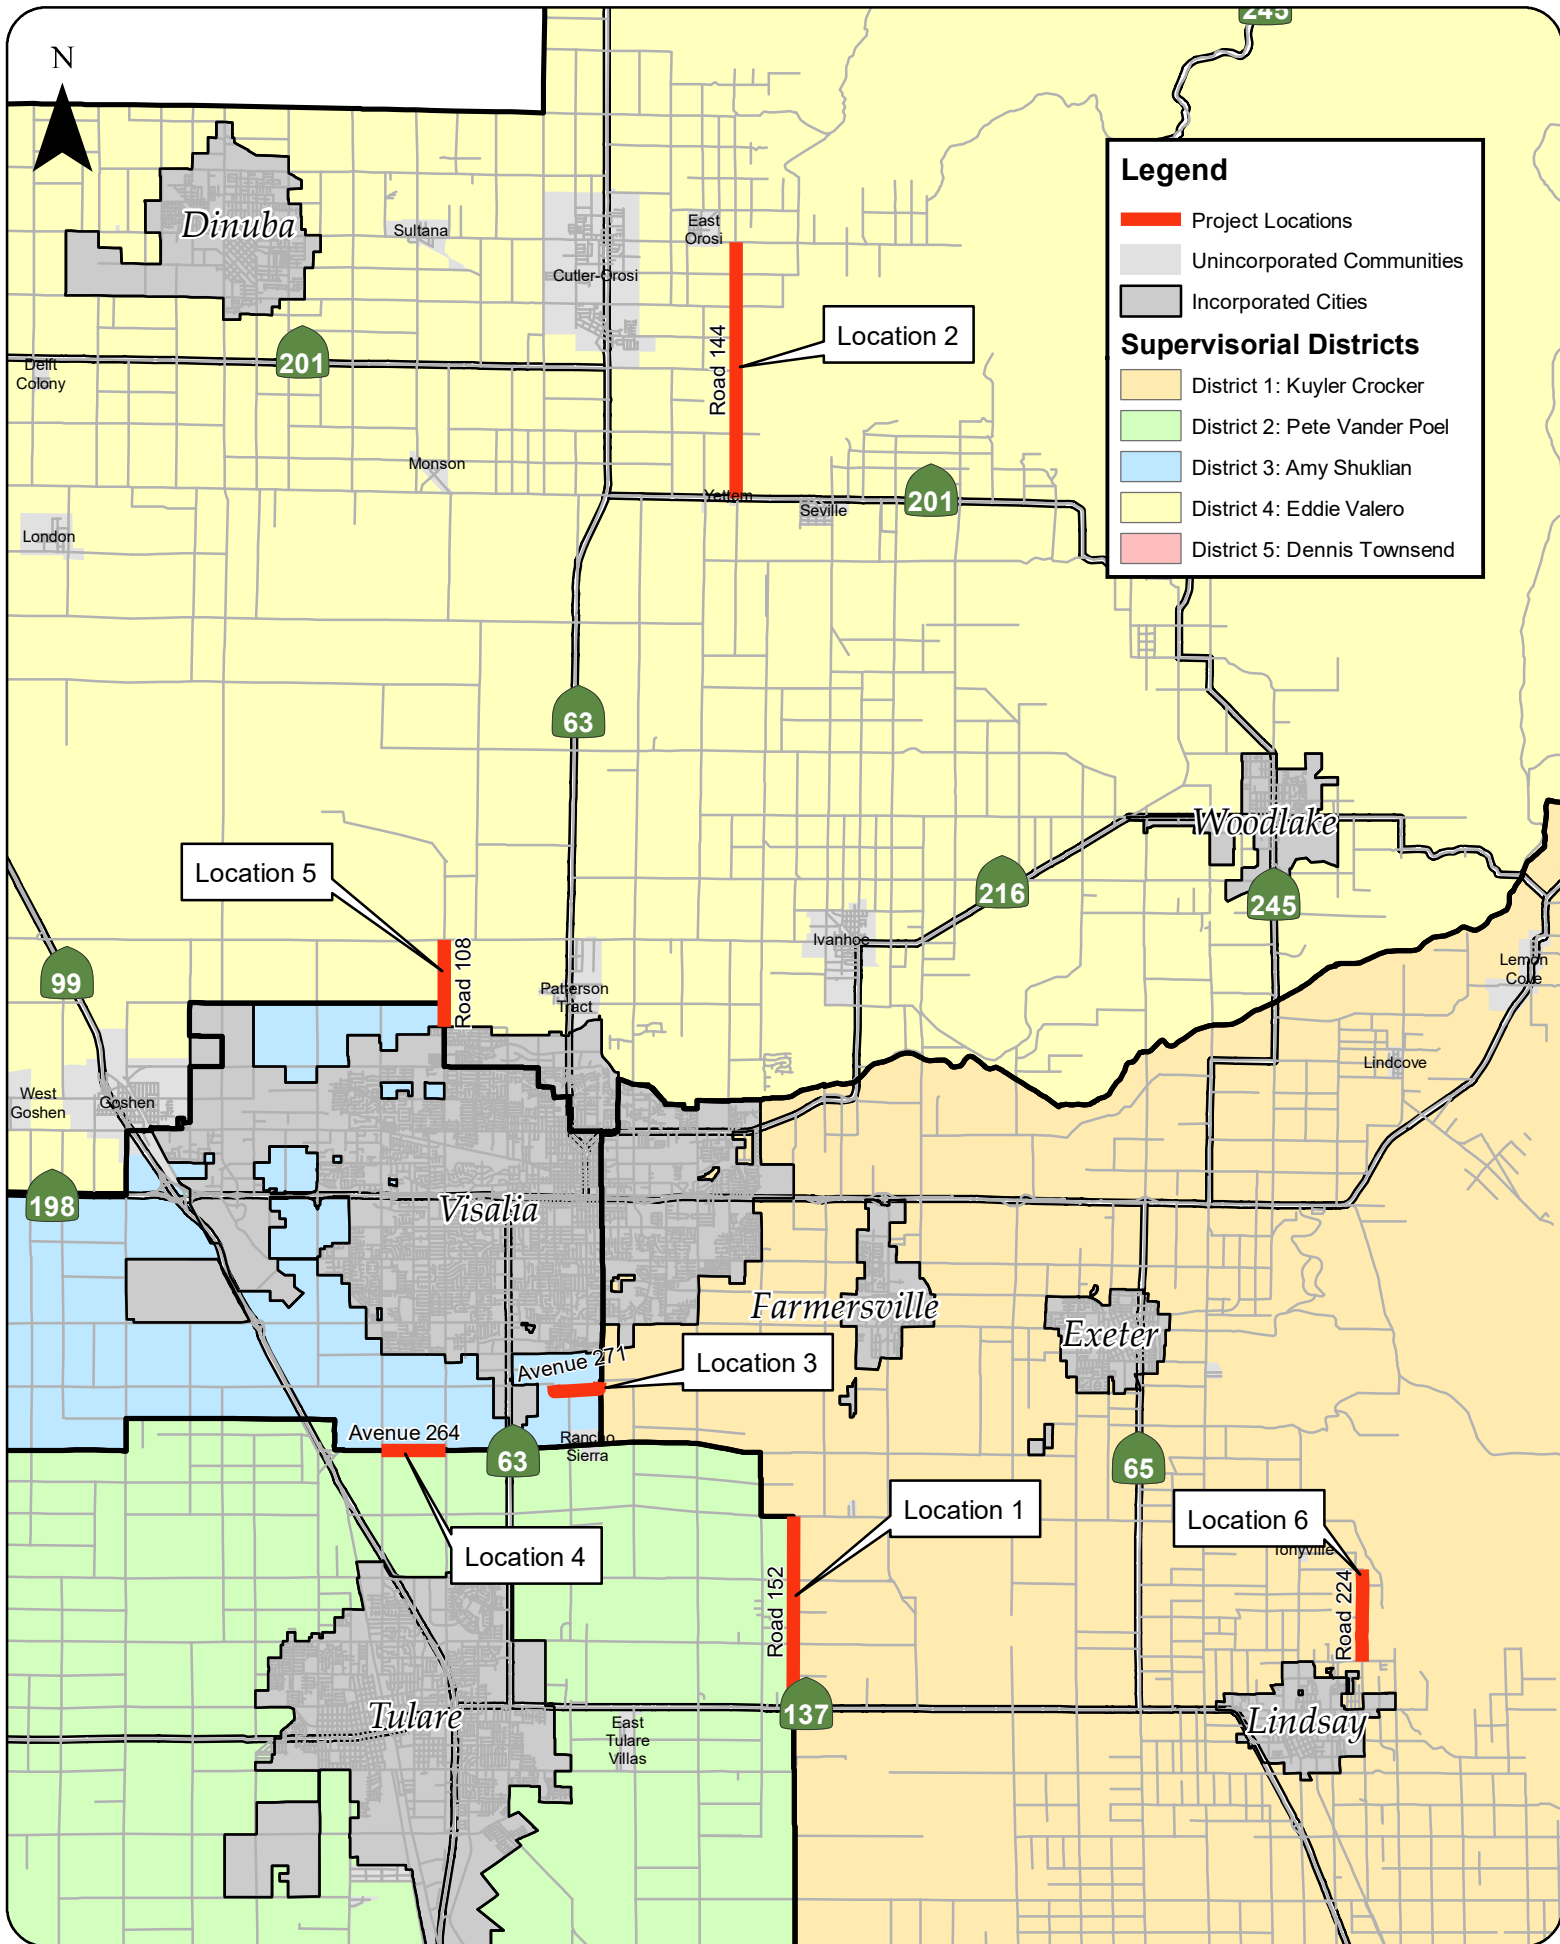 245
N
Legend
Project Locations
Unincorporated Communities
Incorporated Cities
Supervisorial Districts
District 1: Kuyler Crocker
District 2: Pete Vander Poel
District 3: Amy Shuklian
District 4: Eddie Valero
District 5: Dennis Townsend
Dinuba
Sultana
East
Orosi
Cutler-Orosi
Location 2
Road 144
201
Delft
Colony
Monson
Yettem
Seville
201
London
63
Woodlake
Location 5
216
245
Ivanhoe
Road 108
99
Patterson
Tract
Lemon
Cove
Lindcove
West
Goshen
Goshen
198
Visalia
Farmersville
Exeter
Avenue 271
Location 3
Avenue 264
Rancho
Sierra
63
65
Location 1
Location 6
Tonyville
Location 4
Road 152
Road 224
137
Tulare
East
Tulare
Villas
Lindsay